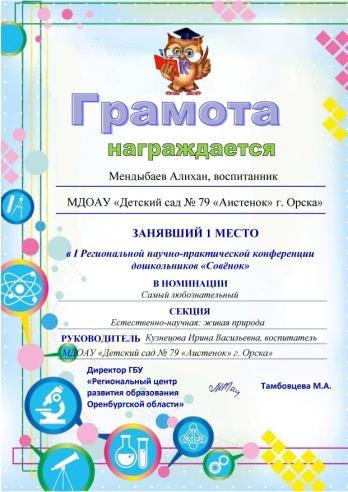 Грамота
награждается
Мендыбаев Алихан, воспитанник
МДОАУ «Детский сад № 79 «Аистенок» г. Орска»
ЗАНЯВШИЙ 1 МЕСТО
в I Региональной научно-практической конференции
дошкольников «Совёнок»
В НОМИНАЦИИ
Самый любознательный
СЕКЦИЯ
Естественно-научная: живая природа
РУКОВОДИТЕЛЬ Кузнецова Ирина Васильевна, воспитатель
МДОАУ «Детский сад № 79 «Аистенок» г. Орска»
Директор ГБУ
«Региональный центр
развития образования
Оренбургской области»
Тамбовцева М.А.